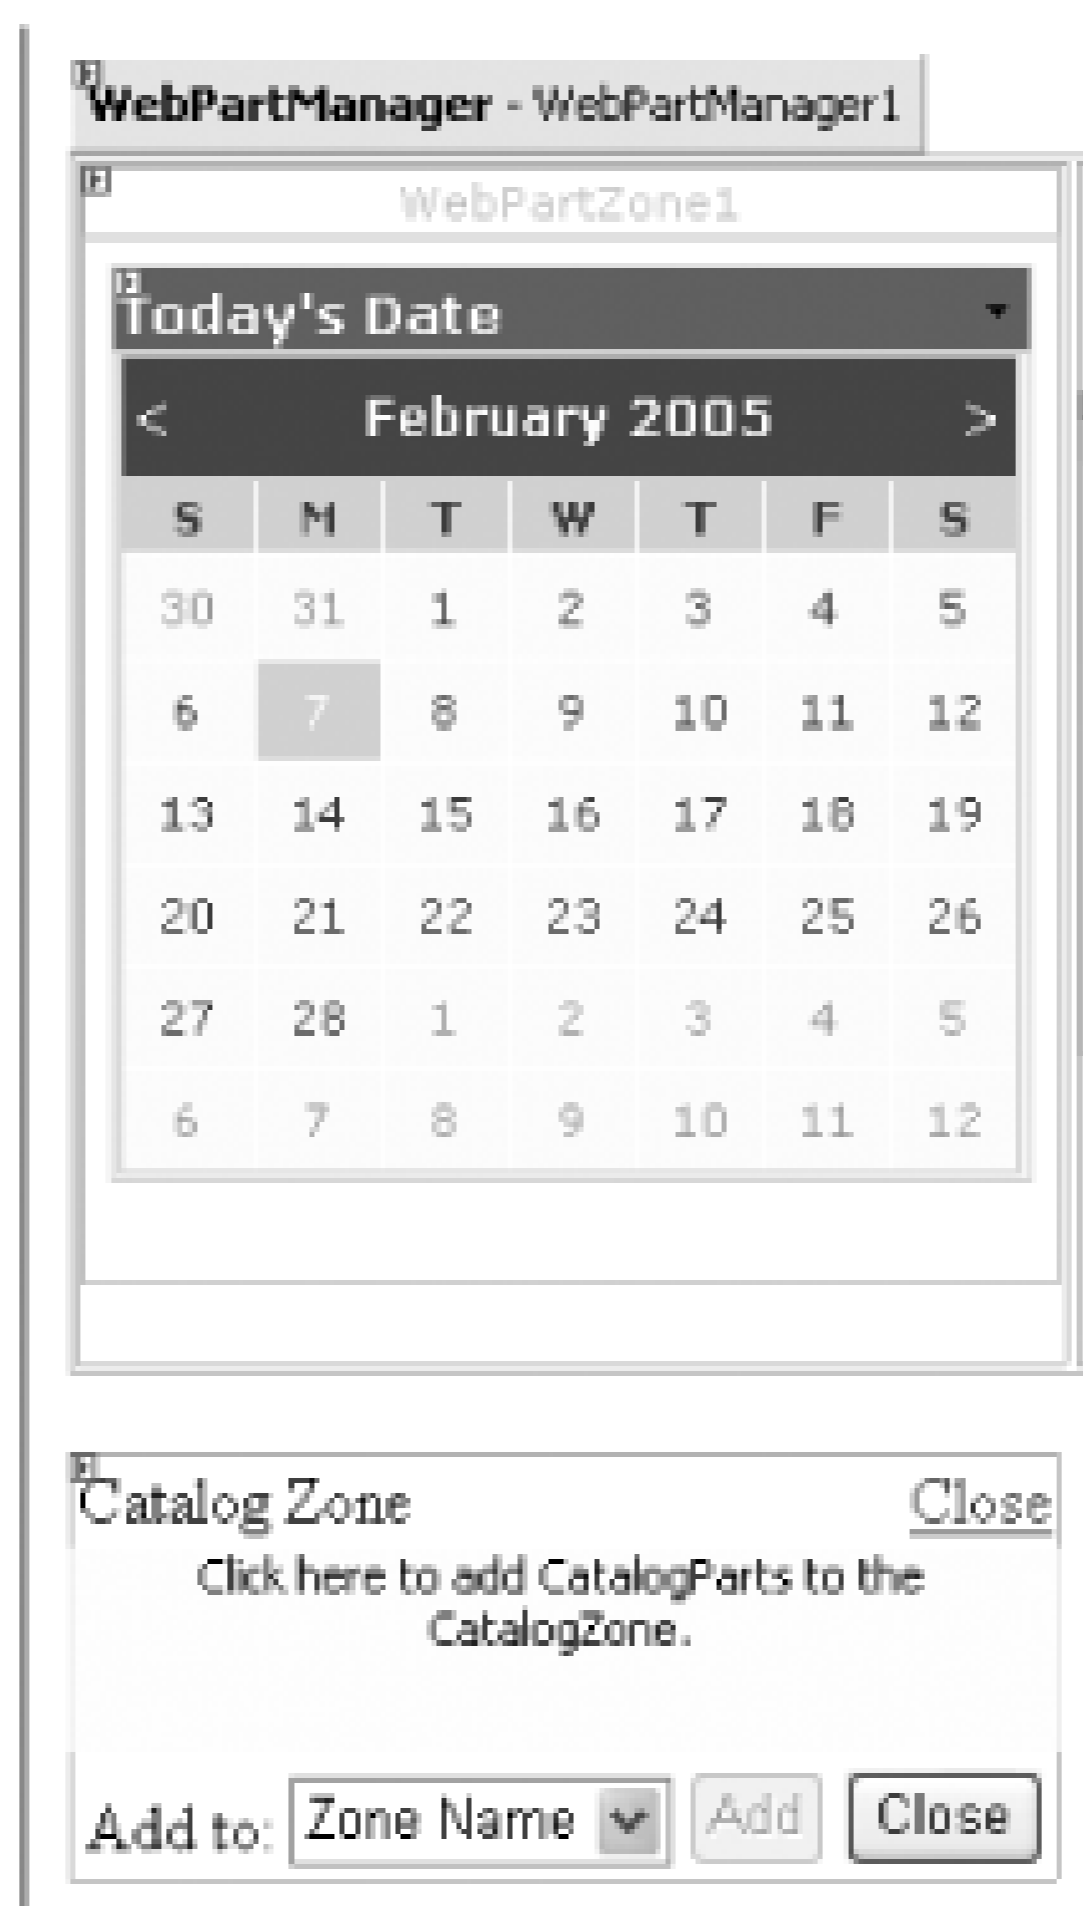 WebPartManager - WebPartManager1
WebPartZone1
Today's Date
< February 2005 >
S M T W T F S
30 31 1 2 3 4 5
6 7 8 9 10 11 12
13 14 15 16 17 18 19
20 21 22 23 24 25 26
27 28 1 2 3 4 5
6 7 8 9 10 11 12
Catalog Zone Close
Click here to add CatalogParts to the
CatalogZone.
Add to: Zone Name Add Close